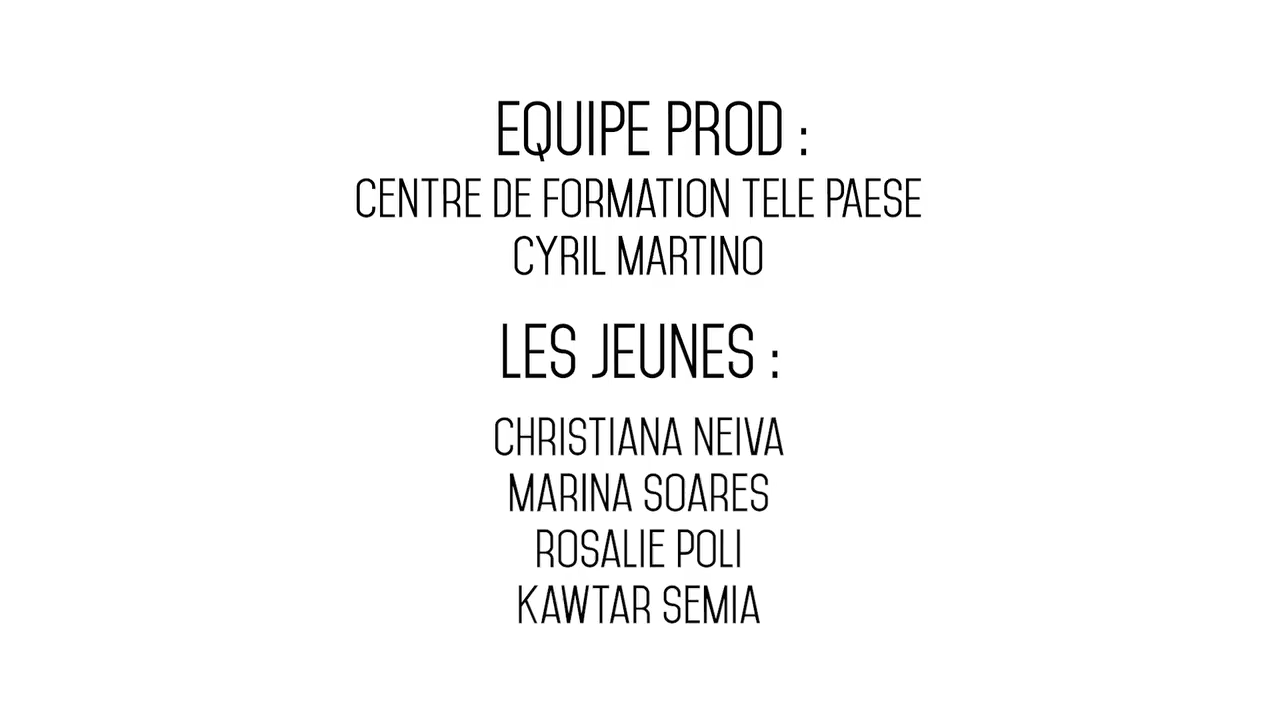 EQUIPE PROD :
CENTRE DE FORMATION TELE PAESE
CYRIL MARTINO
LES JEUNES :
CHRISTIANA NEIVA
MARINA SOARES
ROSALIE POLI
KAWTAR SEMIA